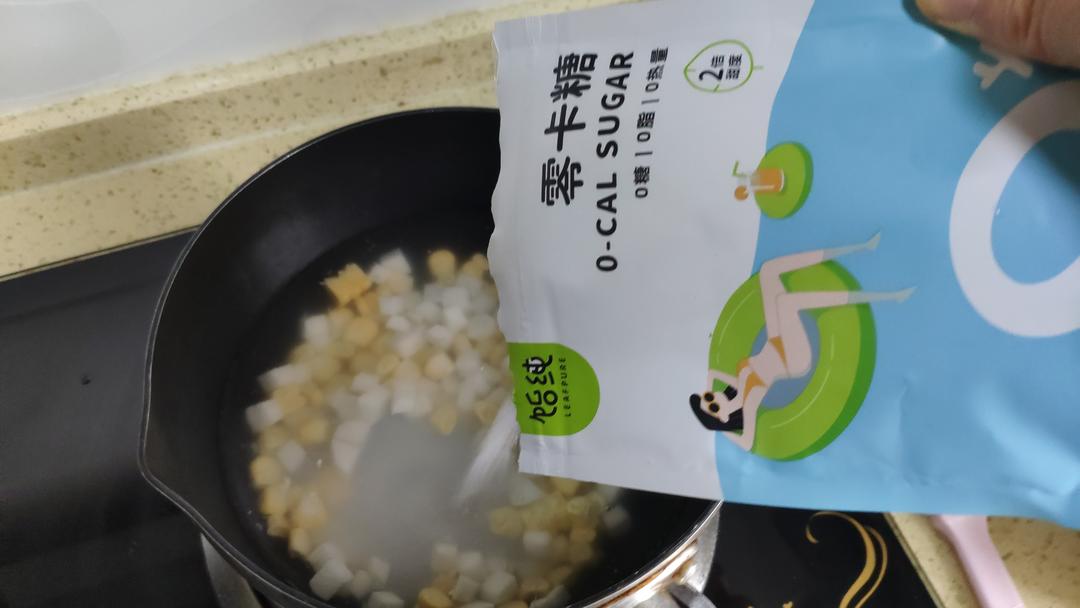 零卡糖
0-CAL SUGAR
0糖 | 0脂 | 0热量
2倍
甜度
饴纯
LEAFPURE